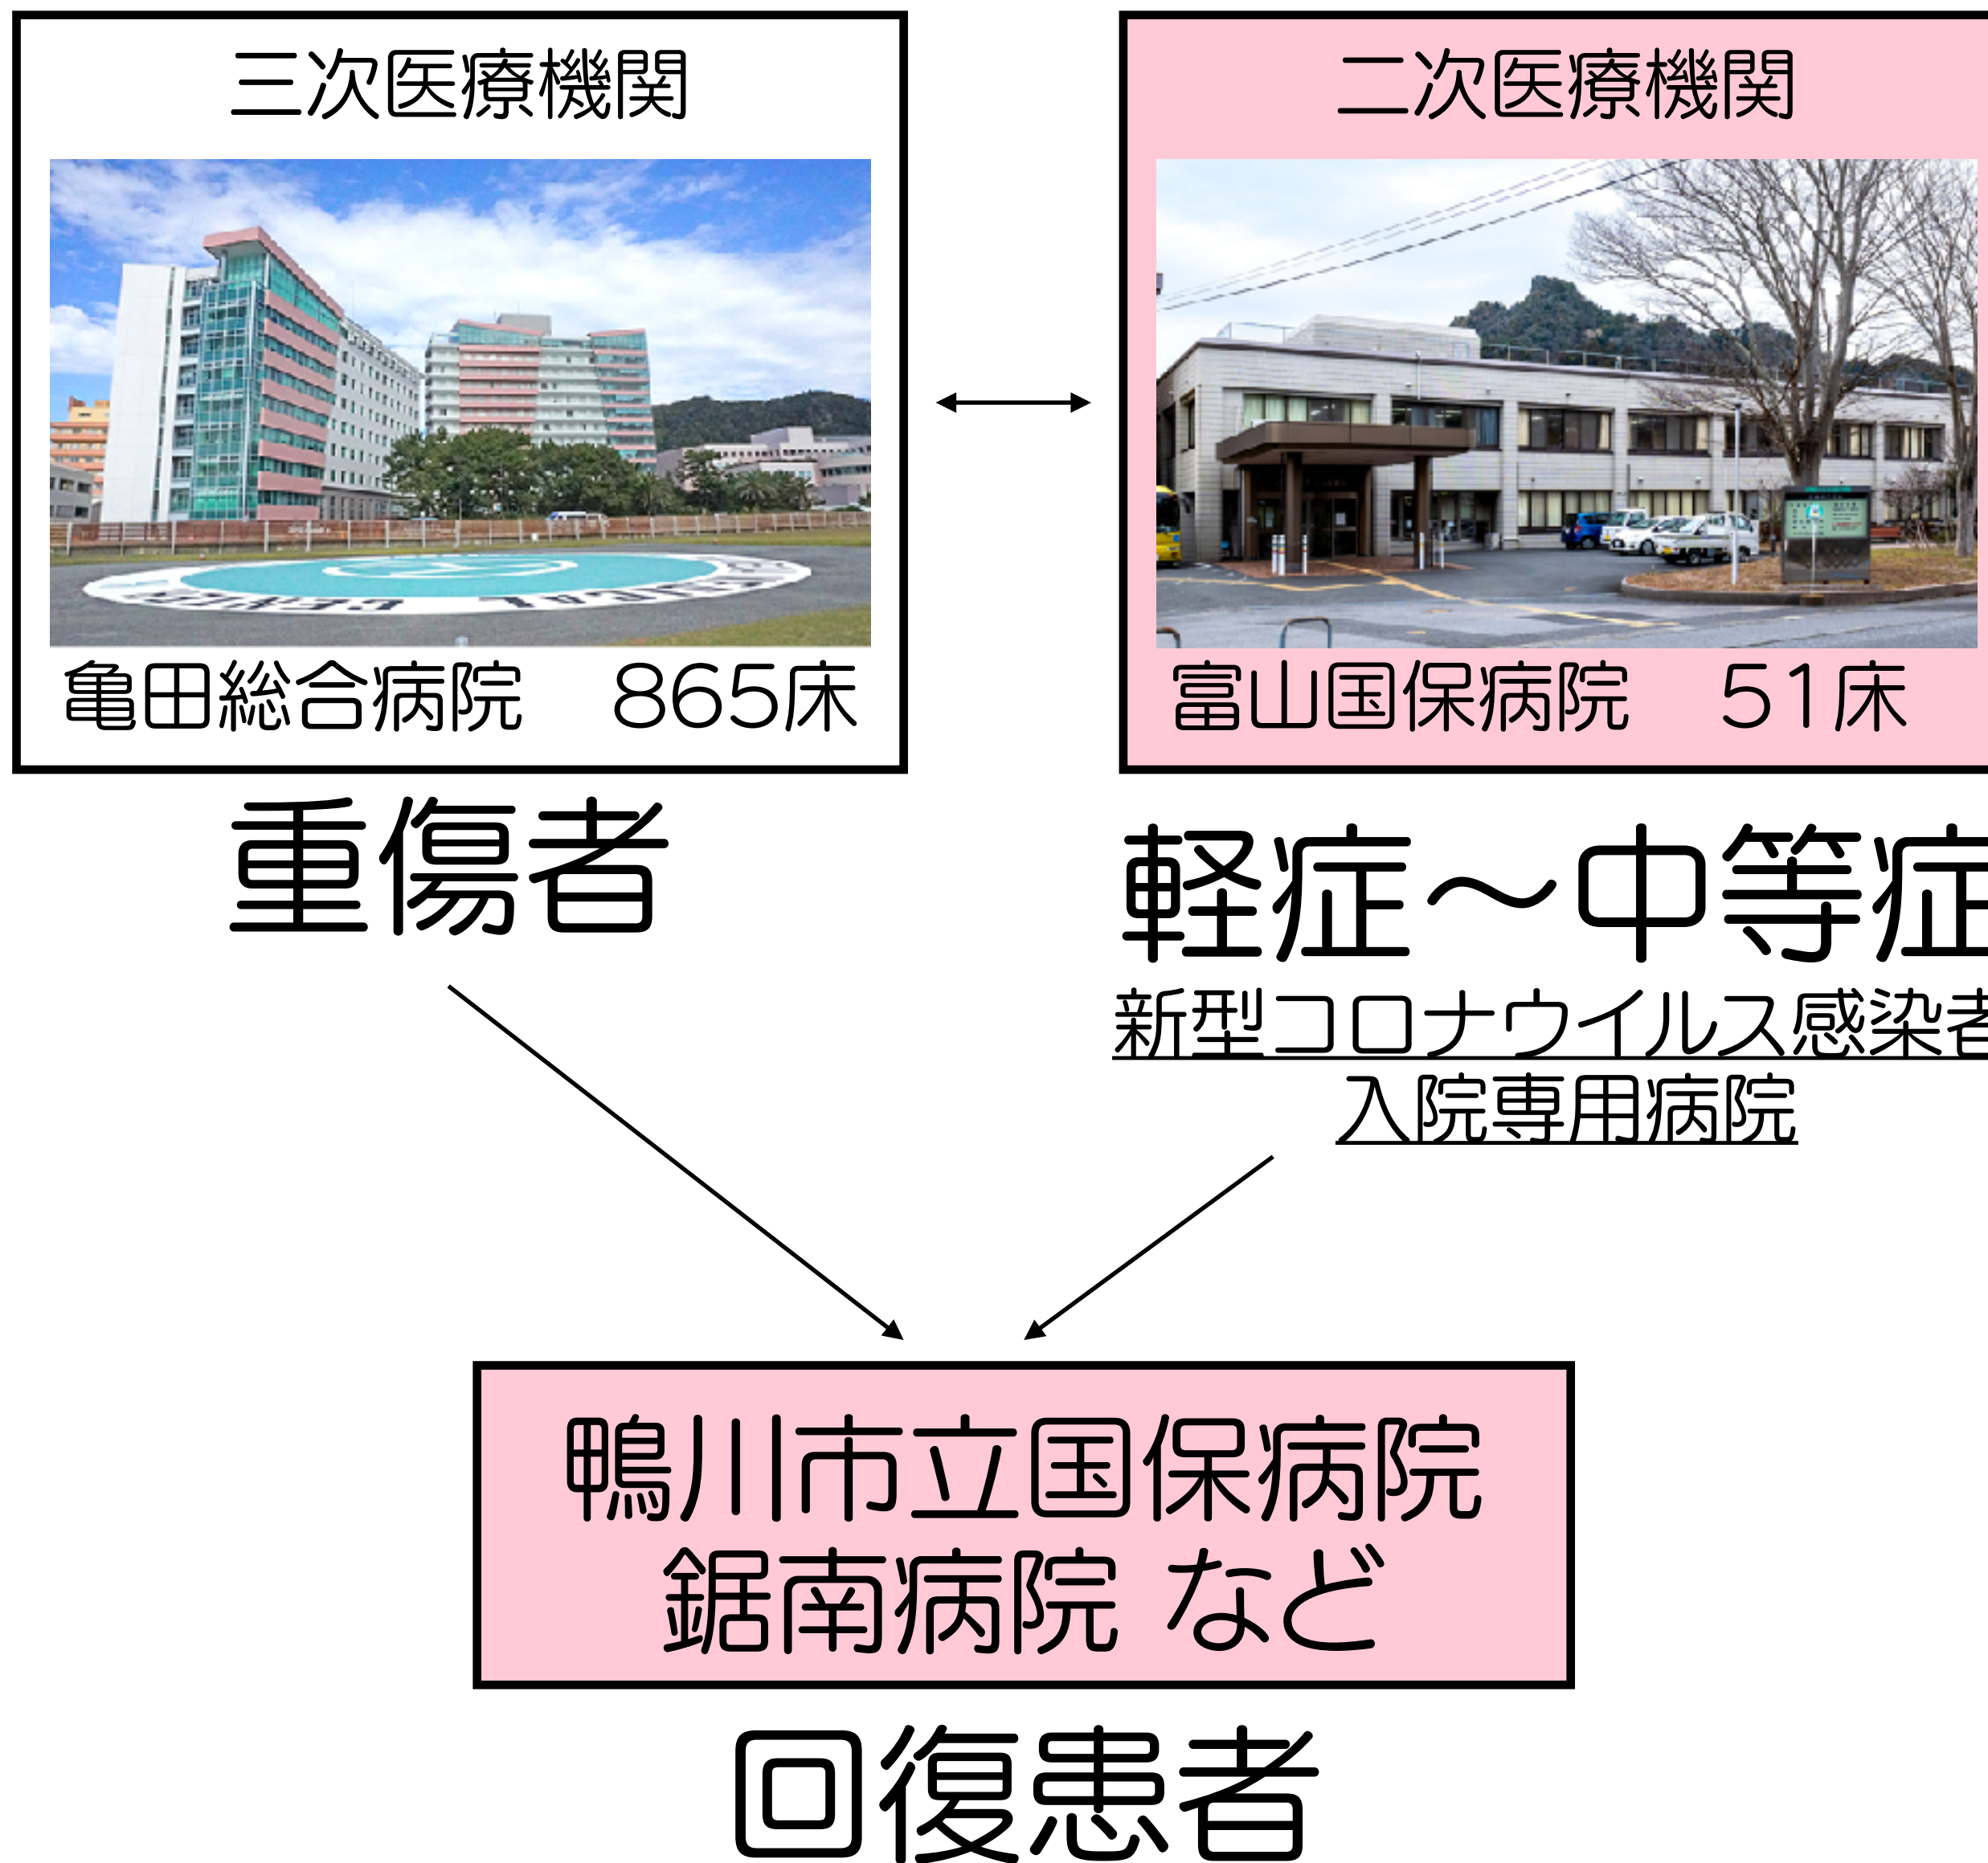 三次医療機関
亀田総合病院　865床
重傷者
二次医療機関
富山国保病院　51床
軽症～中等症
新型コロナウイルス感染者
入院専用病院
鴨川市立国保病院
鋸南病院 など
回復患者